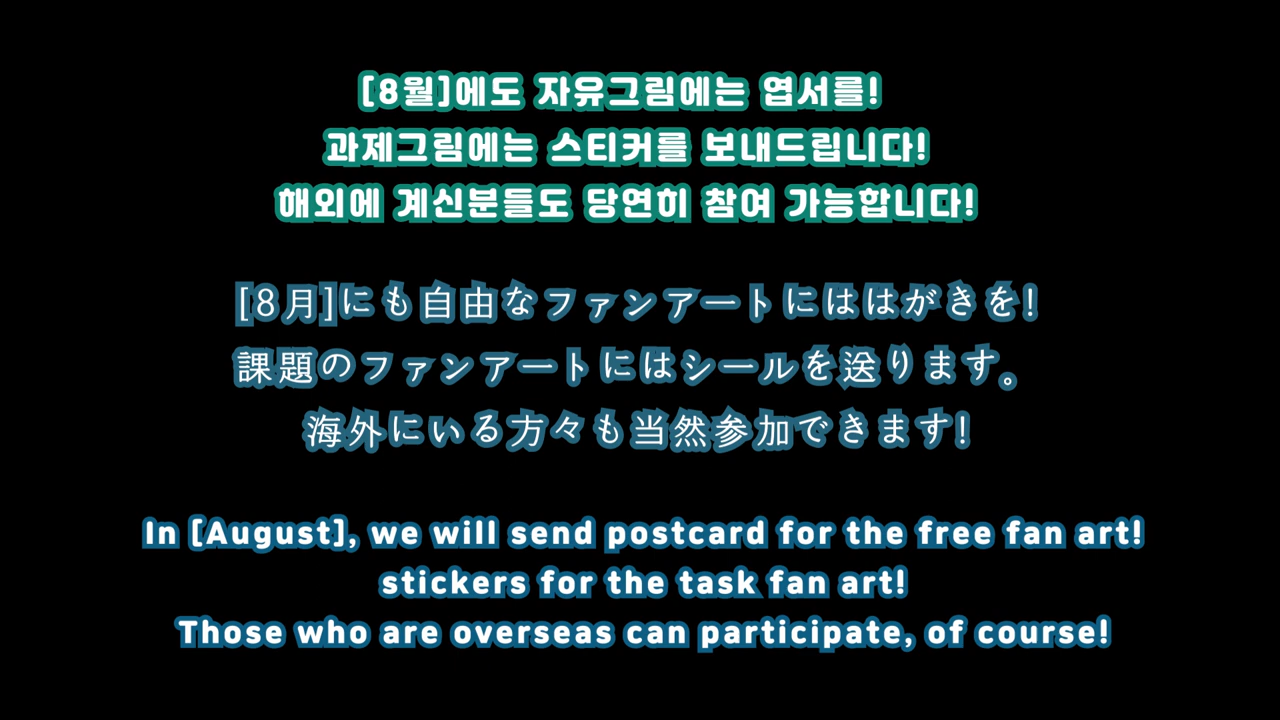 [8월]에도 자유그림에는 엽서를!
과제그림에는 스티커를 보내드립니다!
해외에 계신분들도 당연히 참여 가능합니다!
[8月]にも自由なファンアートにははがきを!
課題のファンアートにはシールを送ります。
海外にいる方々も当然参加できます!
In [August], we will send postcard for the free fan art!
stickers for the task fan art!
Those who are overseas can participate, of course!